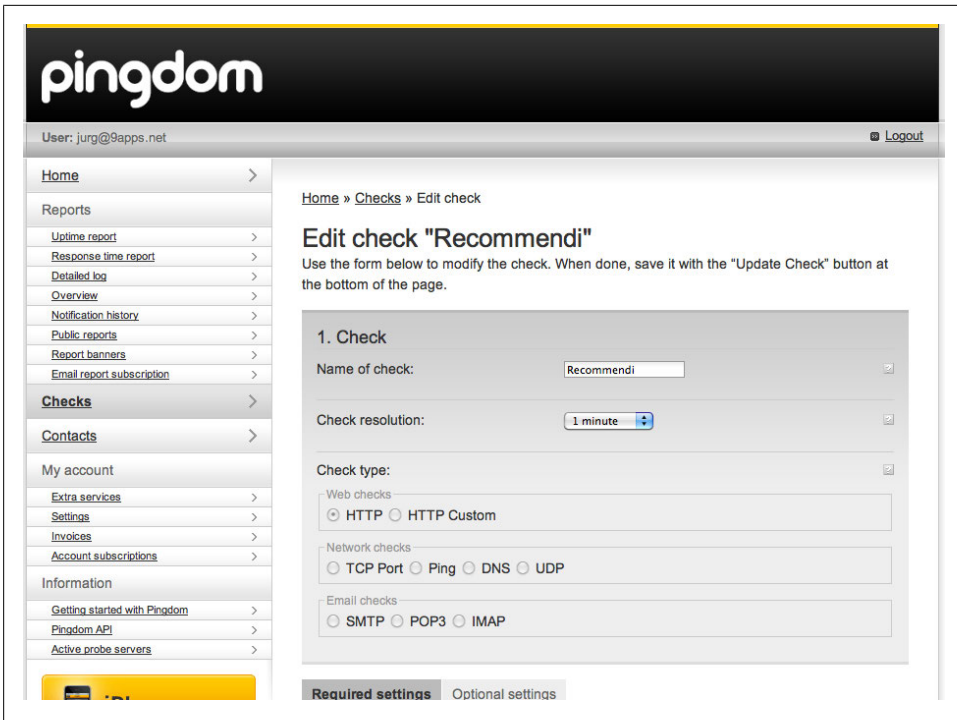 pingdom
User: jurg@9apps.net
Logout
Home
Reports
Uptime report
Response time report
Detailed log
Overview
Notification history
Public reports
Report banners
Email report subscription
Checks
Contacts
My account
Extra services
Settings
Invoices
Account subscriptions
Information
Getting started with Pingdom
Pingdom API
Active probe servers
Home » Checks » Edit check
Edit check "Recommendi"
Use the form below to modify the check. When done, save it with the "Update Check" button at
the bottom of the page.
1. Check
Name of check: Recommendi
Check resolution: 1 minute
Check type:
Web checks
HTTP HTTP Custom
Network checks
TCP Port Ping DNS UDP
Email checks
SMTP POP3 IMAP
Required settings Optional settings